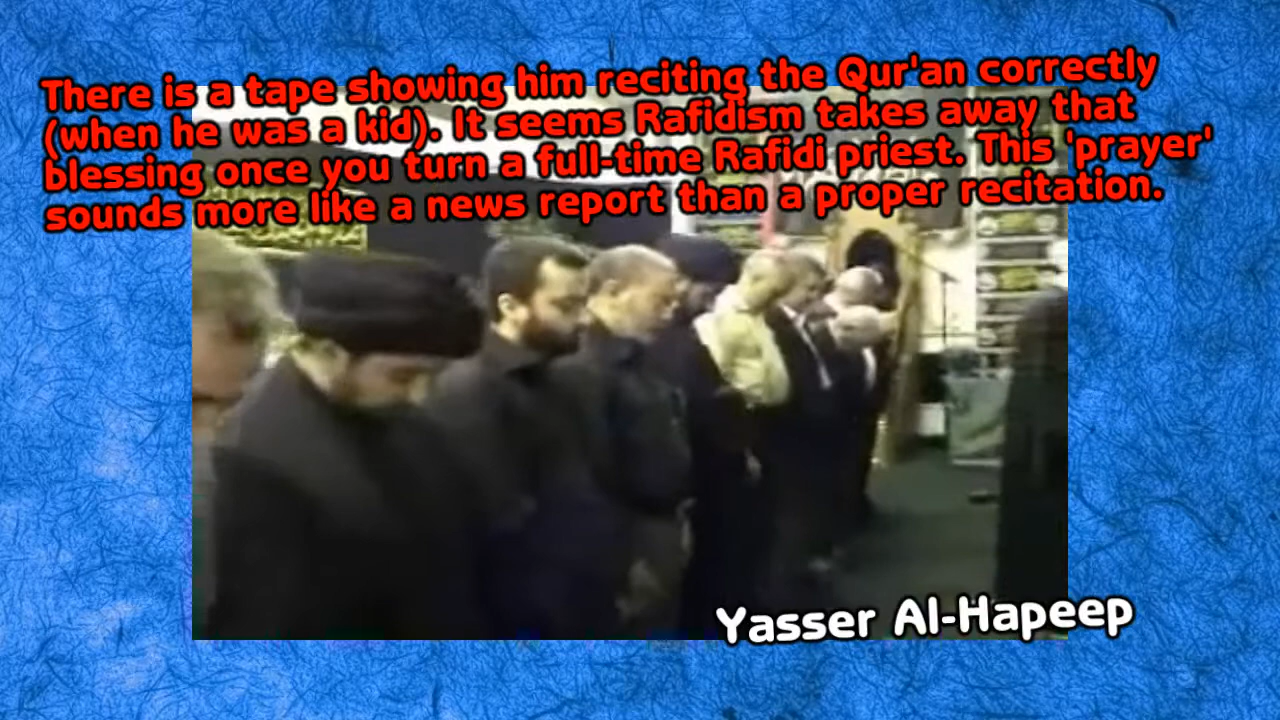 There is a tape showing him reciting the Qur'an correctly
(when he was a kid). It seems Rafidism takes away that
blessing once you turn a full-time Rafidi priest. This 'prayer'
sounds more like a news report than a proper recitation.
Yasser Al-Hapeep